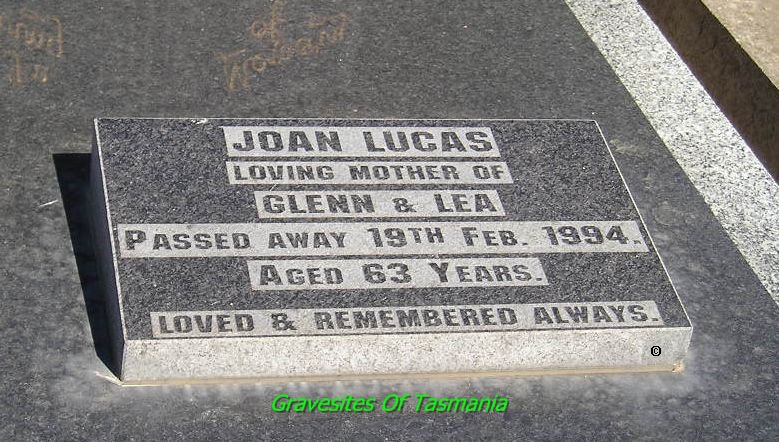 of
JOAN LUCAS
LOVING MOTHER OF
GLENN & LEA
PASSED AWAY 19TH FEB. 1994.
AGED 63 YEARS.
LOVED & REMEMBERED ALWAYS.
©
Gravesites Of Tasmania